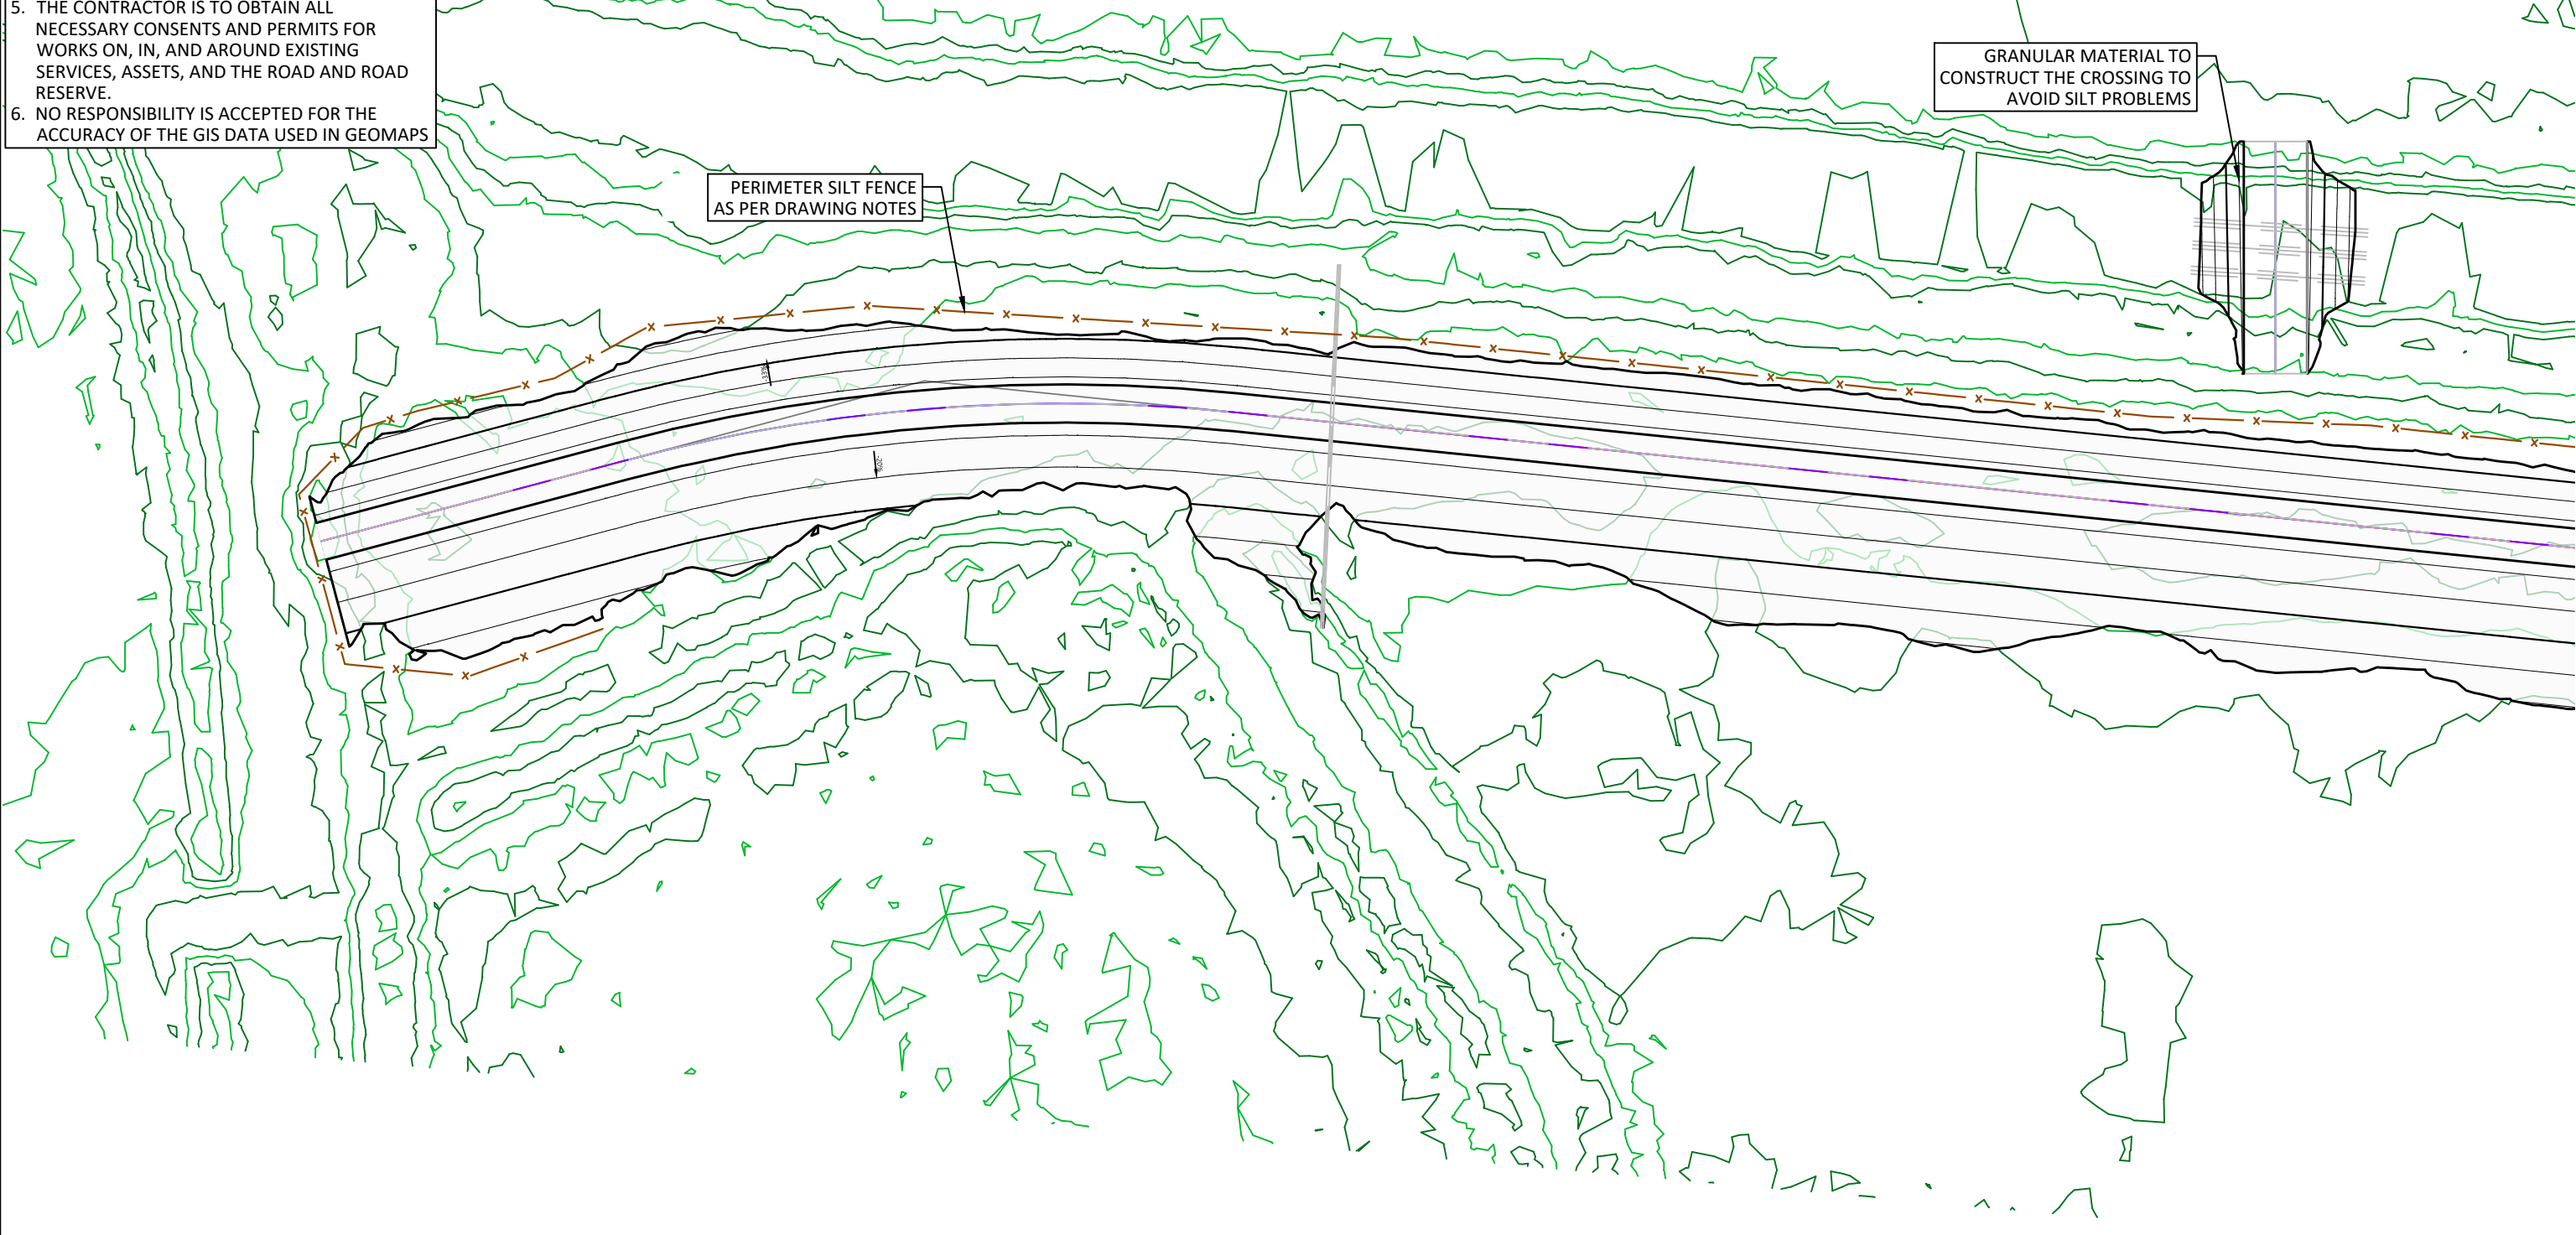 5. THE CONTRACTOR IS TO OBTAIN ALL
NECESSARY CONSENTS AND PERMITS FOR
WORKS ON, IN, AND AROUND EXISTING
SERVICES, ASSETS, AND THE ROAD AND ROAD
RESERVE.
6. NO RESPONSIBILITY IS ACCEPTED FOR THE
ACCURACY OF THE GIS DATA USED IN GEOMAPS
GRANULAR MATERIAL TO
CONSTRUCT THE CROSSING TO
AVOID SILT PROBLEMS
PERIMETER SILT FENCE
AS PER DRAWING NOTES